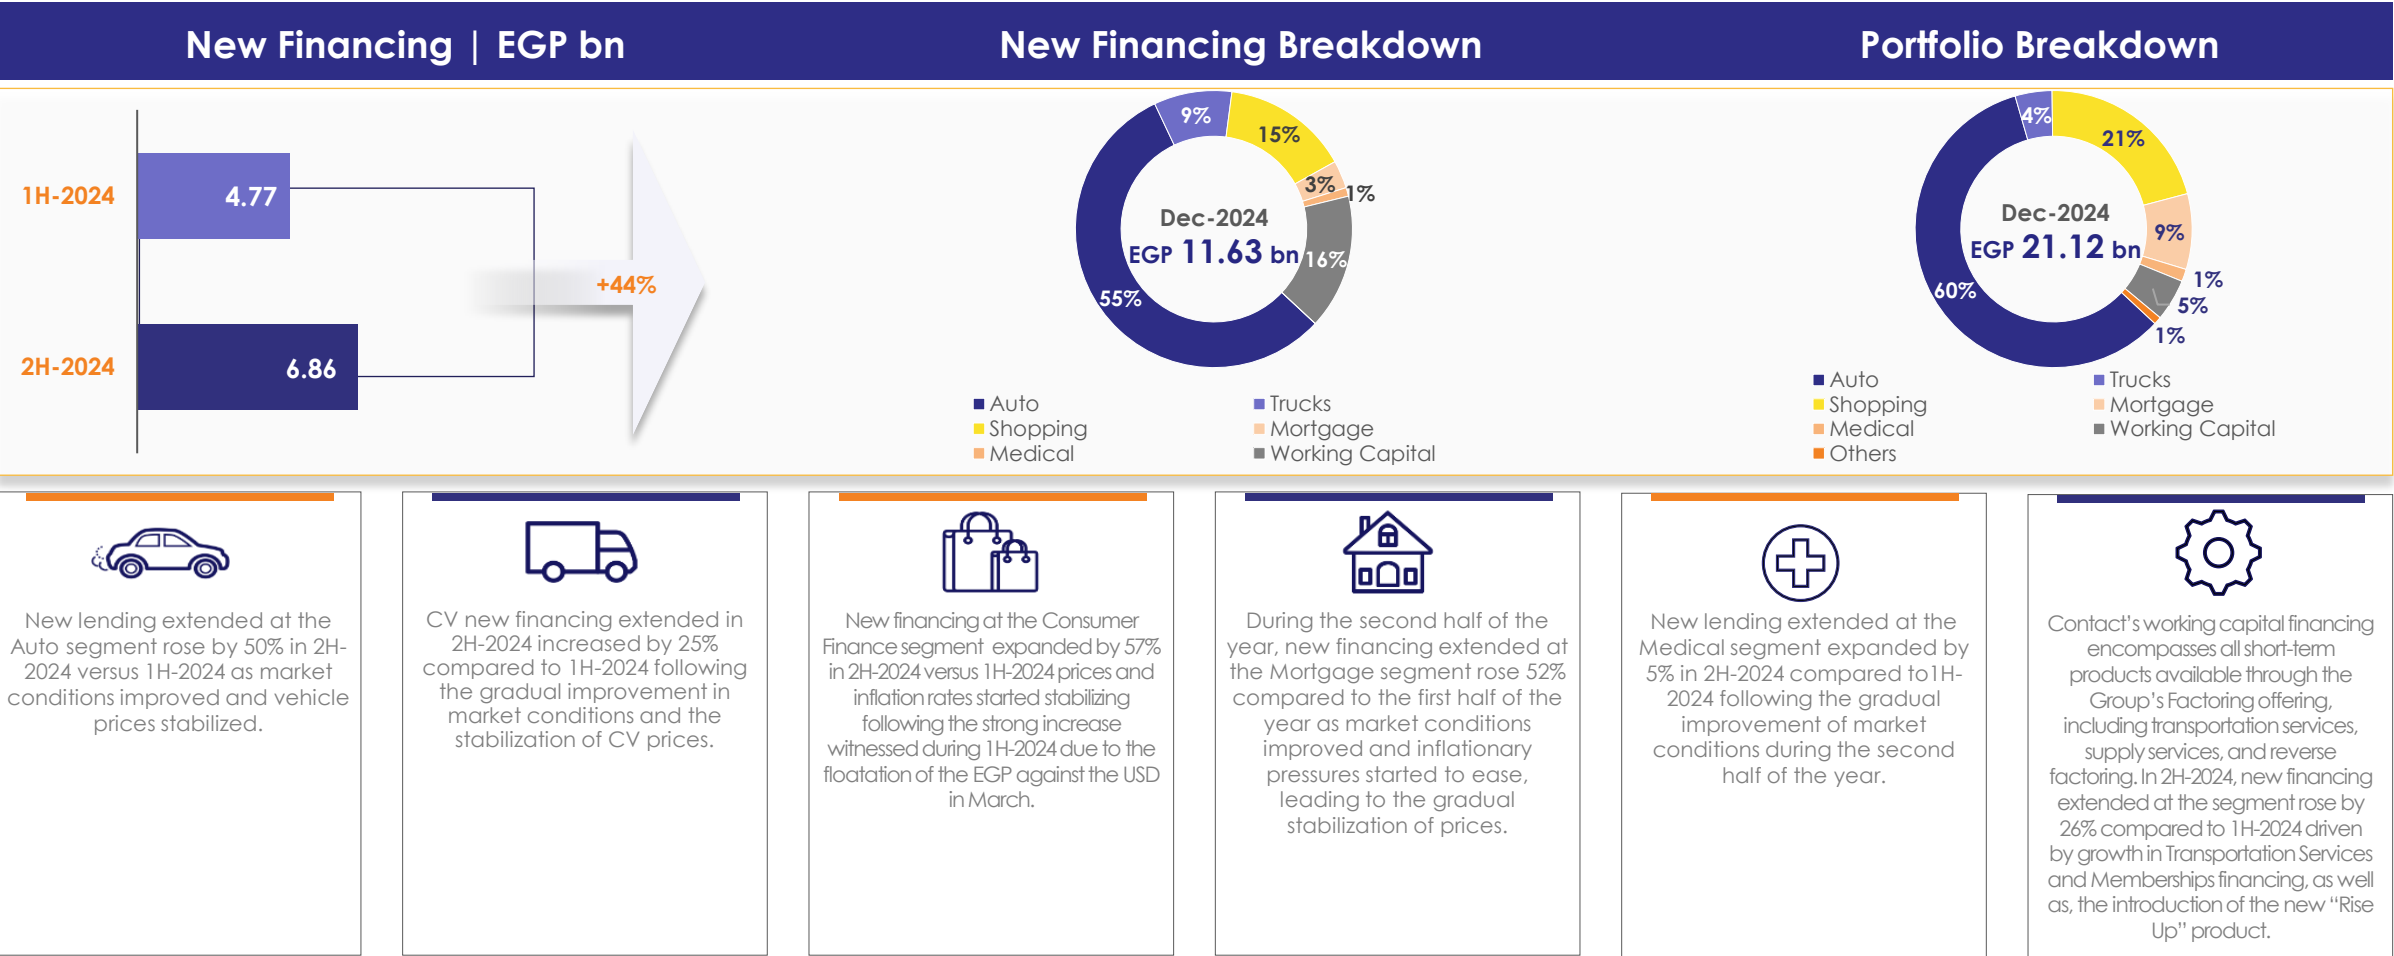 New Financing | EGP bn
1H-2024
4.77
+44%
2H-2024
6.86
New Financing Breakdown
9%
15%
3%
1%
16%
55%
Dec-2024
EGP 11.63 bn
Auto
Trucks
Shopping
Mortgage
Medical
Working Capital
Portfolio Breakdown
4%
21%
9%
1%
5%
1%
60%
Dec-2024
EGP 21.12 bn
Auto
Trucks
Shopping
Mortgage
Medical
Working Capital
Others
New lending extended at the
Auto segment rose by 50% in 2H-
2024 versus 1H-2024 as market
conditions improved and vehicle
prices stabilized.
CV new financing extended in
2H-2024 increased by 25%
compared to 1H-2024 following
the gradual improvement in
market conditions and the
stabilization of CV prices.
New financing at the Consumer
Finance segment expanded by 57%
in 2H-2024 versus 1H-2024 prices and
inflation rates started stabilizing
following the strong increase
witnessed during 1H-2024 due to the
floatation of the EGP against the USD
in March.
During the second half of the
year, new financing extended at
the Mortgage segment rose 52%
compared to the first half of the
year as market conditions
improved and inflationary
pressures started to ease,
leading to the gradual
stabilization of prices.
New lending extended at the
Medical segment expanded by
5% in 2H-2024 compared to1H-
2024 following the gradual
improvement of market
conditions during the second
half of the year.
Contact's working capital financing
encompasses all short-term
products available through the
Group's Factoring offering,
including transportation services,
supply services, and reverse
factoring. In 2H-2024, new financing
extended at the segment rose by
26% compared to 1H-2024 driven
by growth in Transportation Services
and Memberships financing, as well
as, the introduction of the new “Rise
Up” product.